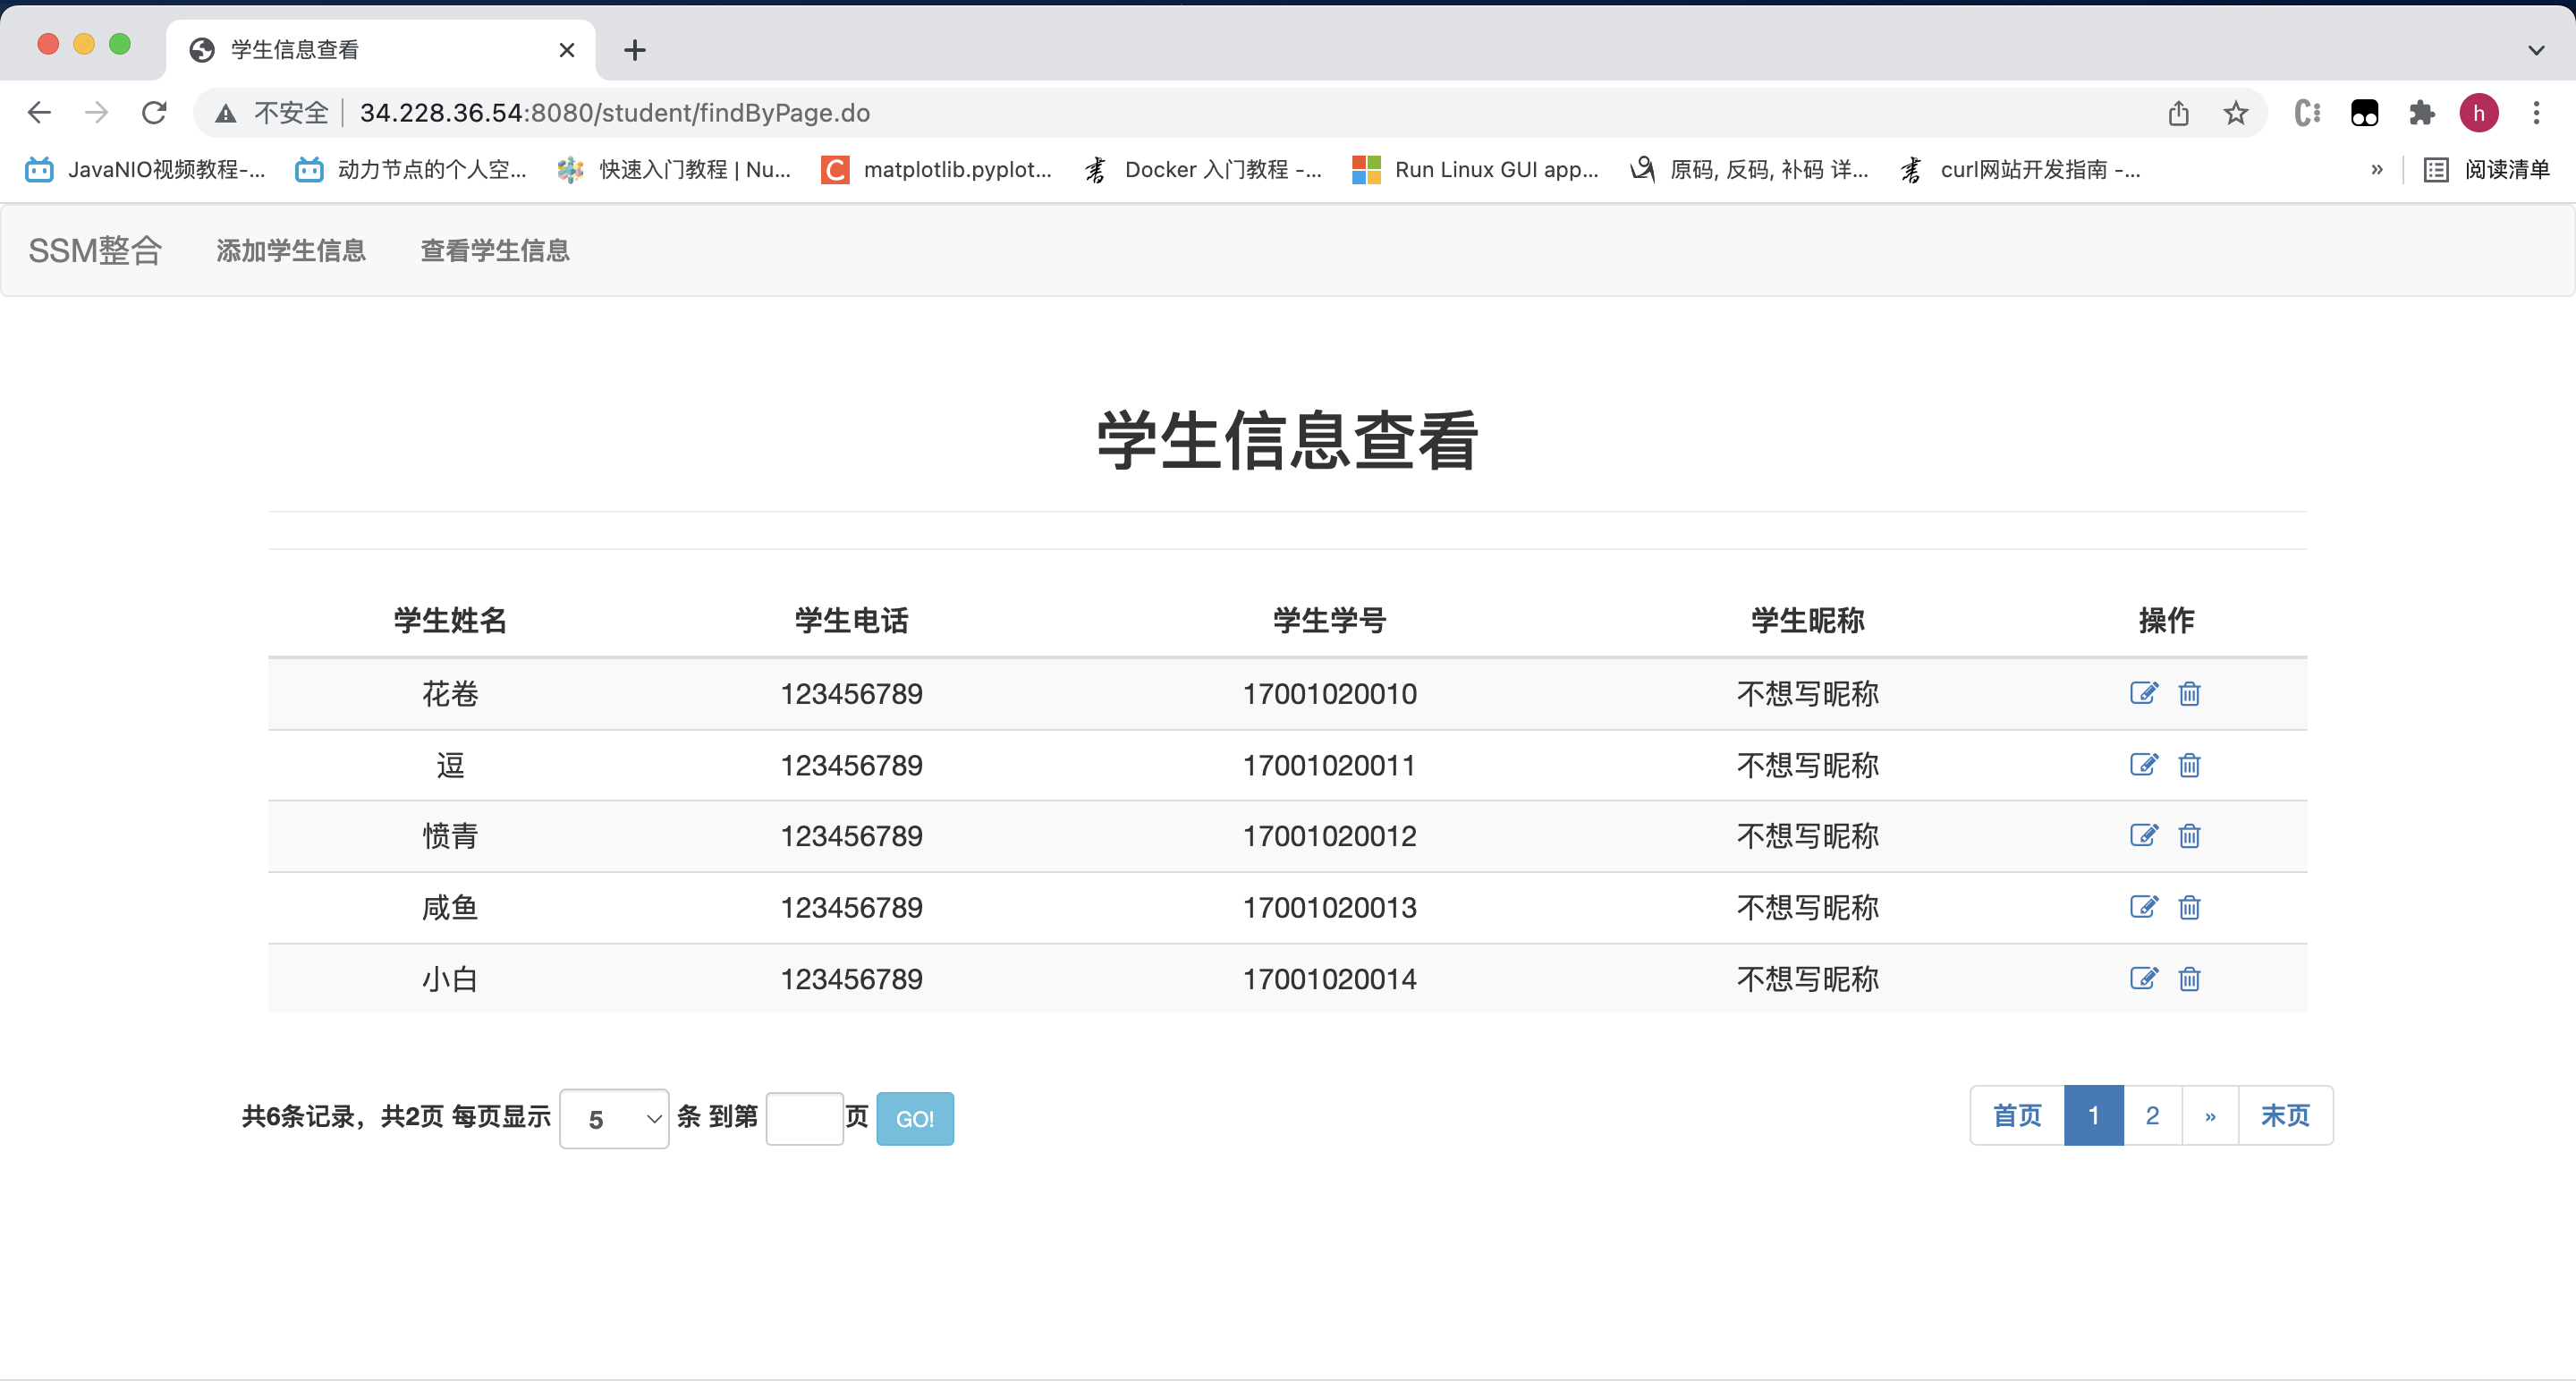 学生信息查看
不安全 34.228.36.54:8080/student/findByPage.do h
JavaNIO视频教程-... 动力节点的个人空... 快速入门教程 | Nu... matplotlib.pyplot... Docker 入门教程 -... Run Linux GUI app... 原码, 反码, 补码 详... curl网站开发指南 -... » 阅读清单
SSM整合 添加学生信息 查看学生信息
学生信息查看
学生姓名 学生电话 学生学号 学生昵称 操作
花卷 123456789 17001020010 不想写昵称
逗 123456789 17001020011 不想写昵称
愤青 123456789 17001020012 不想写昵称
咸鱼 123456789 17001020013 不想写昵称
小白 123456789 17001020014 不想写昵称
共6条记录，共2页 每页显示 5 条 到第 页 GO! 首页 1 2 » 末页